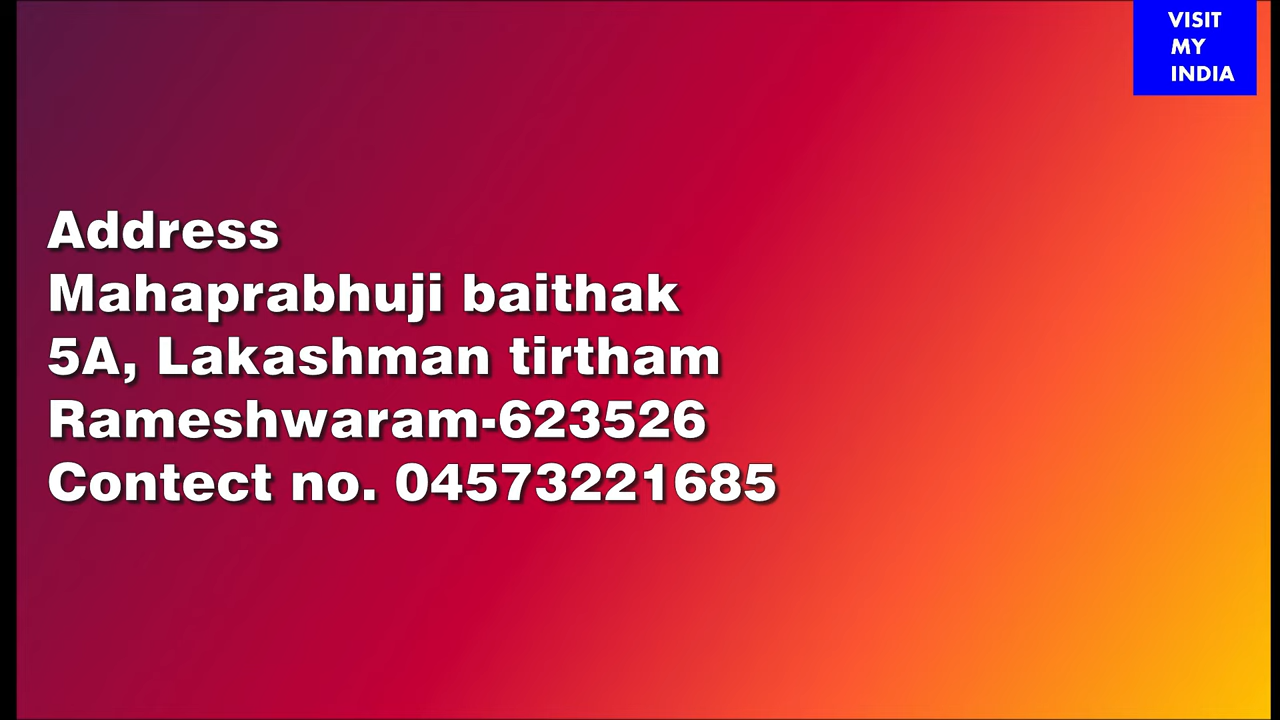 VISIT
MY
INDIA
Address
Mahaprabhuji baithak
5A, Lakashman tirtham
Rameshwaram-623526
Contect no. 04573221685